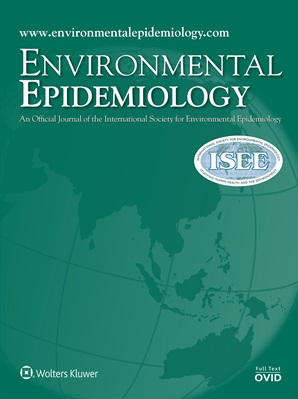 www.environmentalepidemiology.com
ENVIRONMENTAL
EPIDEMIOLOGY
An Official Journal of the International Society for Environmental Epidemiology
ISEE
Wolters Kluwer
Full Text
OVID